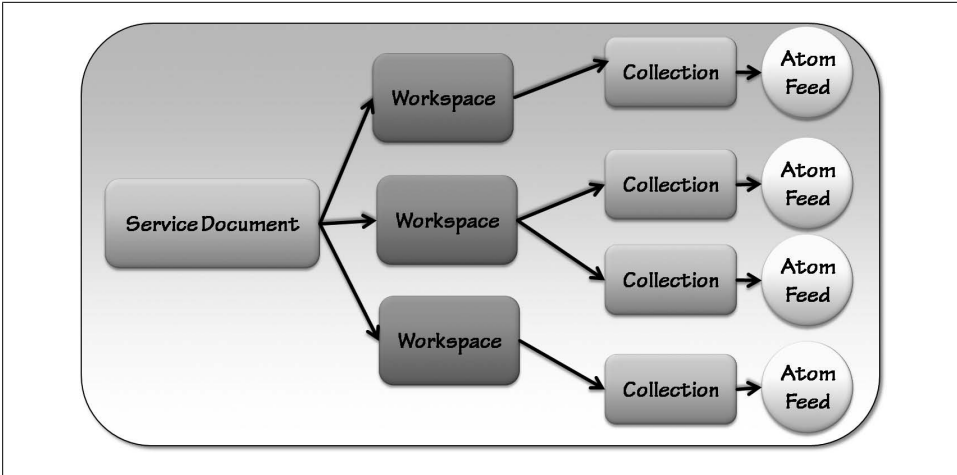 Service Document
Workspace
Workspace
Workspace
Collection
Collection
Collection
Collection
Atom
Feed
Atom
Feed
Atom
Feed
Atom
Feed